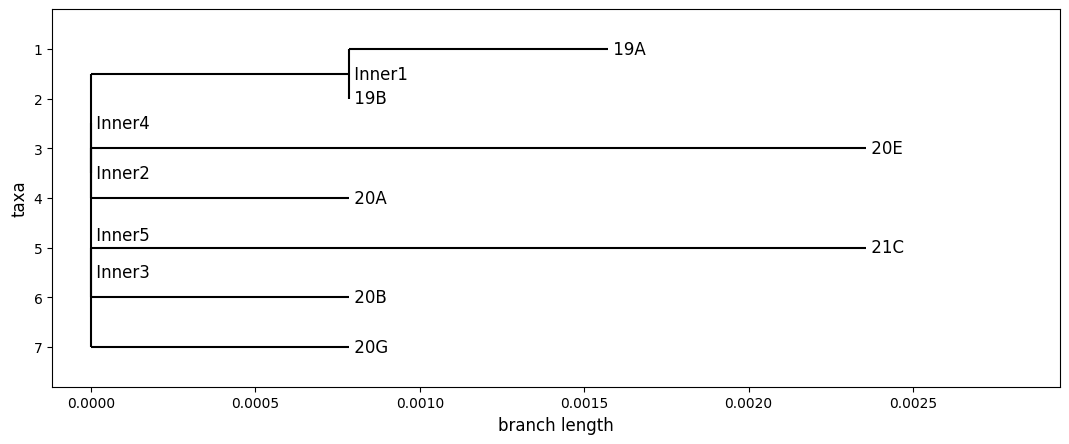 1
19A
Inner1
2
19B
Inner4
3
20E
Inner2
4
20A
taxa
Inner5
5
21C
Inner3
6
20B
7
20G
0.0000 0.0005 0.0010 0.0015 0.0020 0.0025
branch length